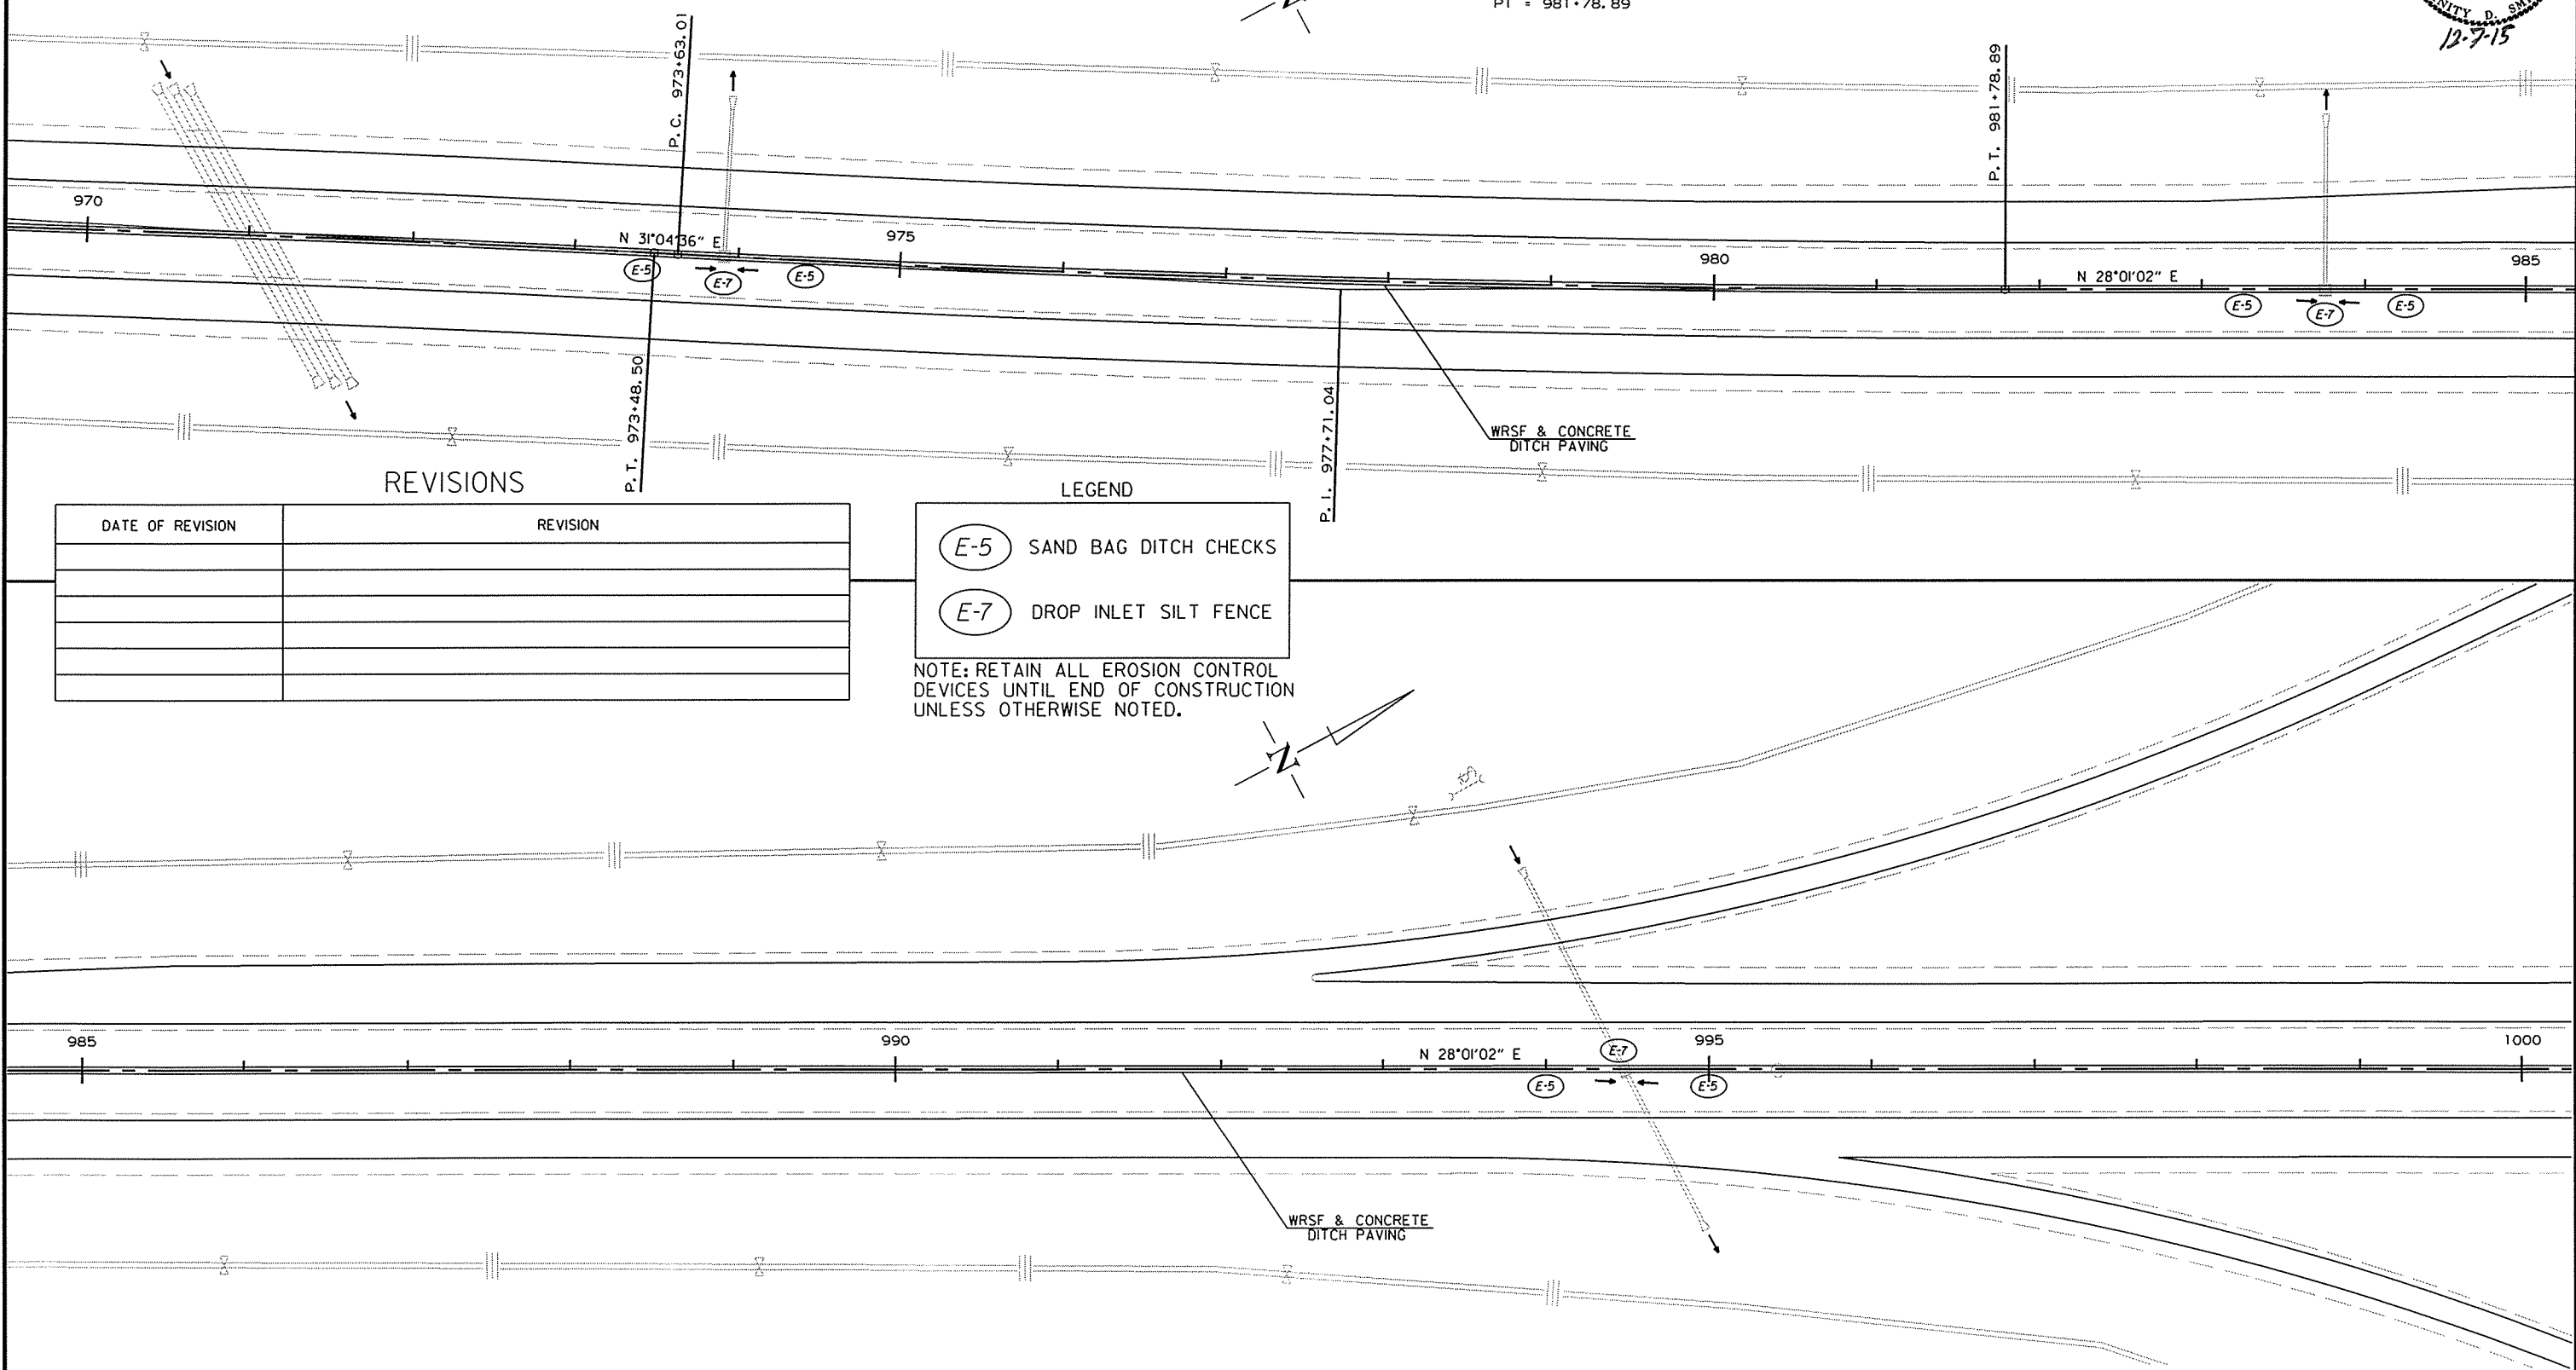 PT = 981+78.89
NITY D. SM
12-7-15
P.C. 973+63.01
P.T. 981+78.89
970
N 31°04'36" E
975
980
N 28°01'02" E
985
E-5
E-7
E-5
E-5
E-7
E-5
P.T. 973+48.50
P.I. 977+71.04
WRSF & CONCRETE
DITCH PAVING
REVISIONS
DATE OF REVISION
REVISION
LEGEND
E-5 SAND BAG DITCH CHECKS
E-7 DROP INLET SILT FENCE
NOTE: RETAIN ALL EROSION CONTROL
DEVICES UNTIL END OF CONSTRUCTION
UNLESS OTHERWISE NOTED.
N
985
990
N 28°01'02" E
E-7
995
1000
E-5
E-5
WRSF & CONCRETE
DITCH PAVING